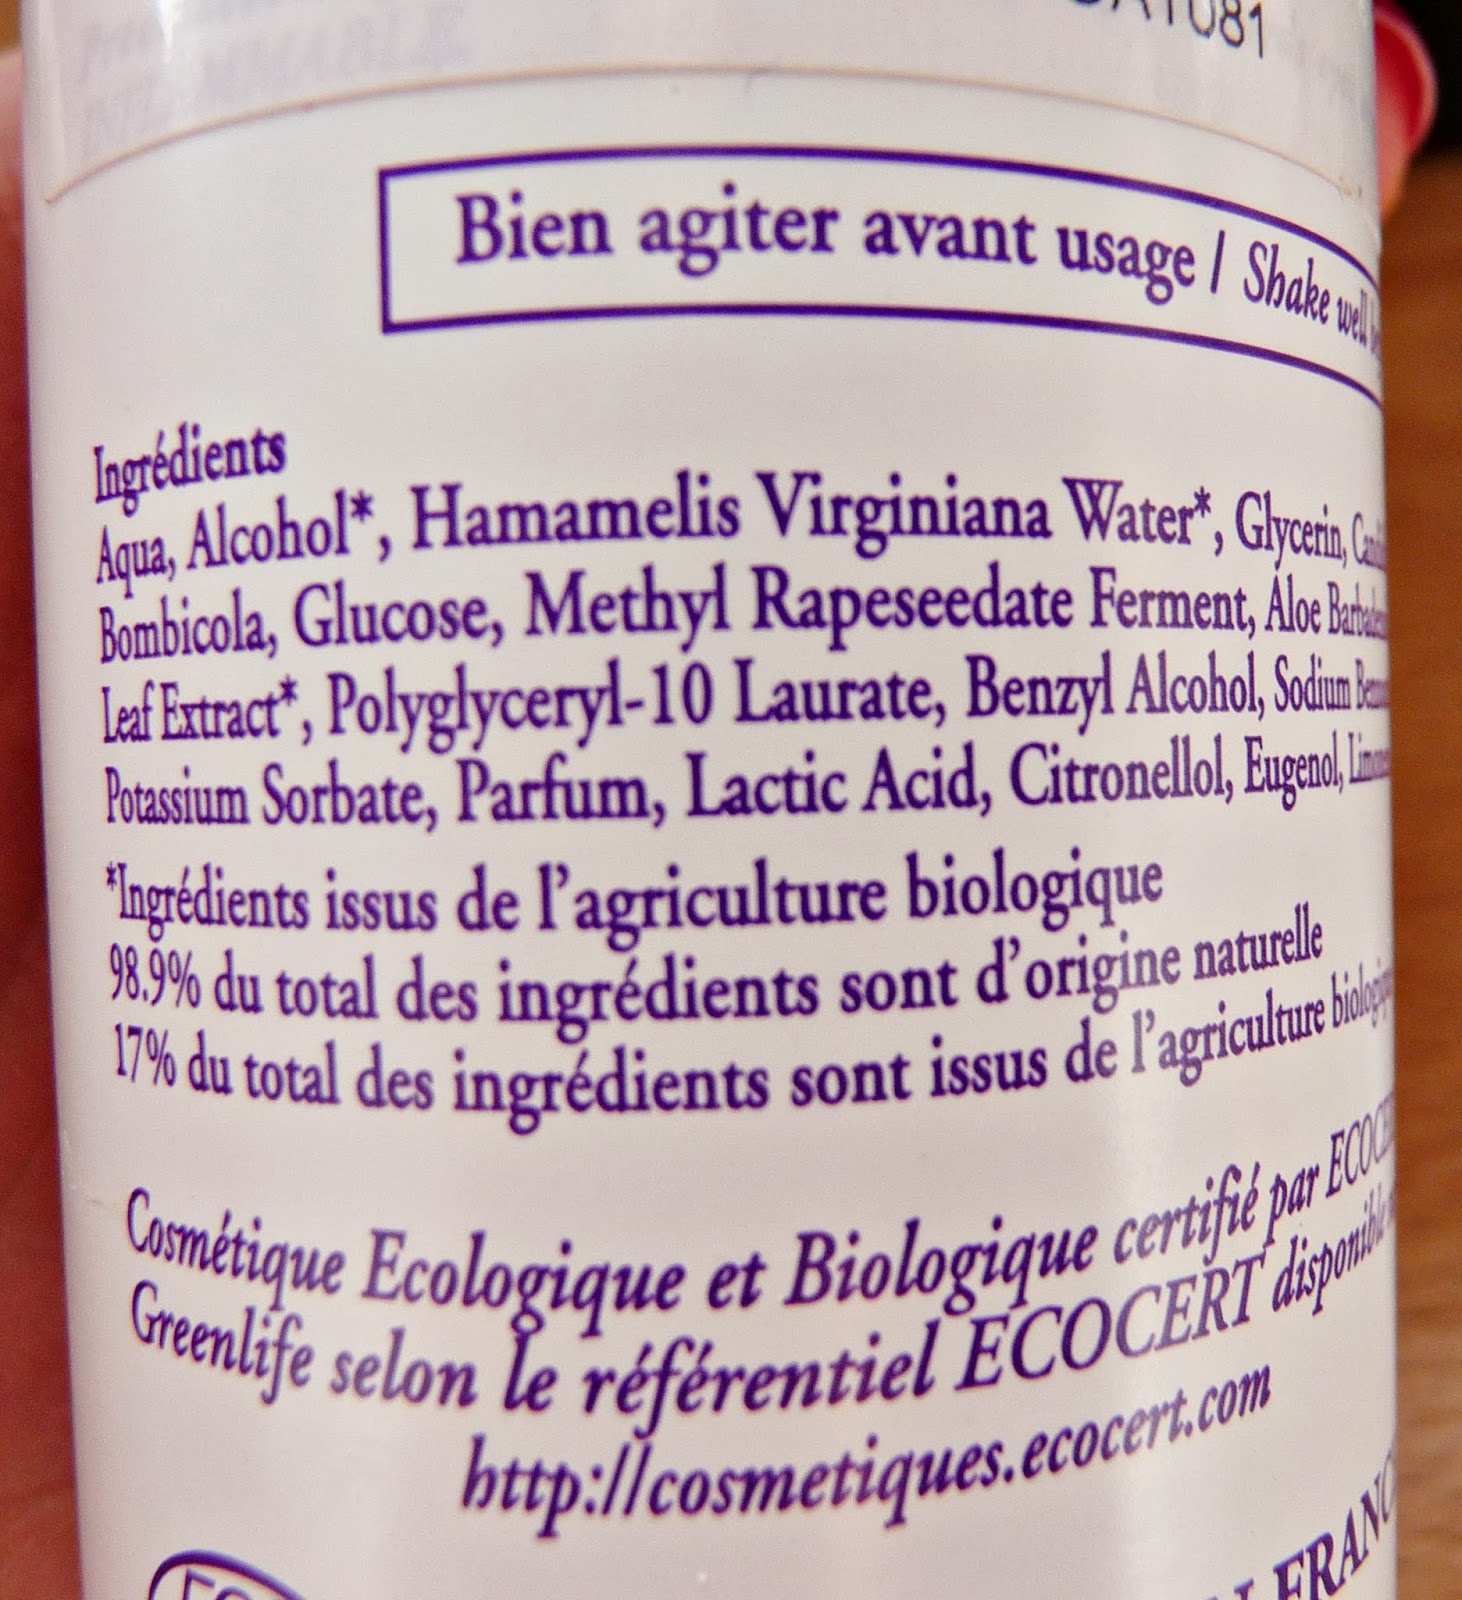 081
Bien agiter avant usage / Shake well
Ingrédients
Aqua, Alcohol*, Hamamelis Virginiana Water*, Glycerin,
Bombicola, Glucose, Methyl Rapeseedate Ferment, Aloe
Leaf Extract*, Polyglyceryl-10 Laurate, Benzyl Alcohol, Sodium
Potassium Sorbate, Parfum, Lactic Acid, Citronellol, Eugenol,
*Ingrédients issus de l'agriculture biologique
98.9% du total des ingrédients sont d'origine naturelle
17% du total des ingrédients sont issus de l'agriculture
Cosmétique Ecologique et Biologique certifié par
Greenlife selon le référentiel ECOCERT disponible
http://cosmetiques.ecocert.com
FRANC